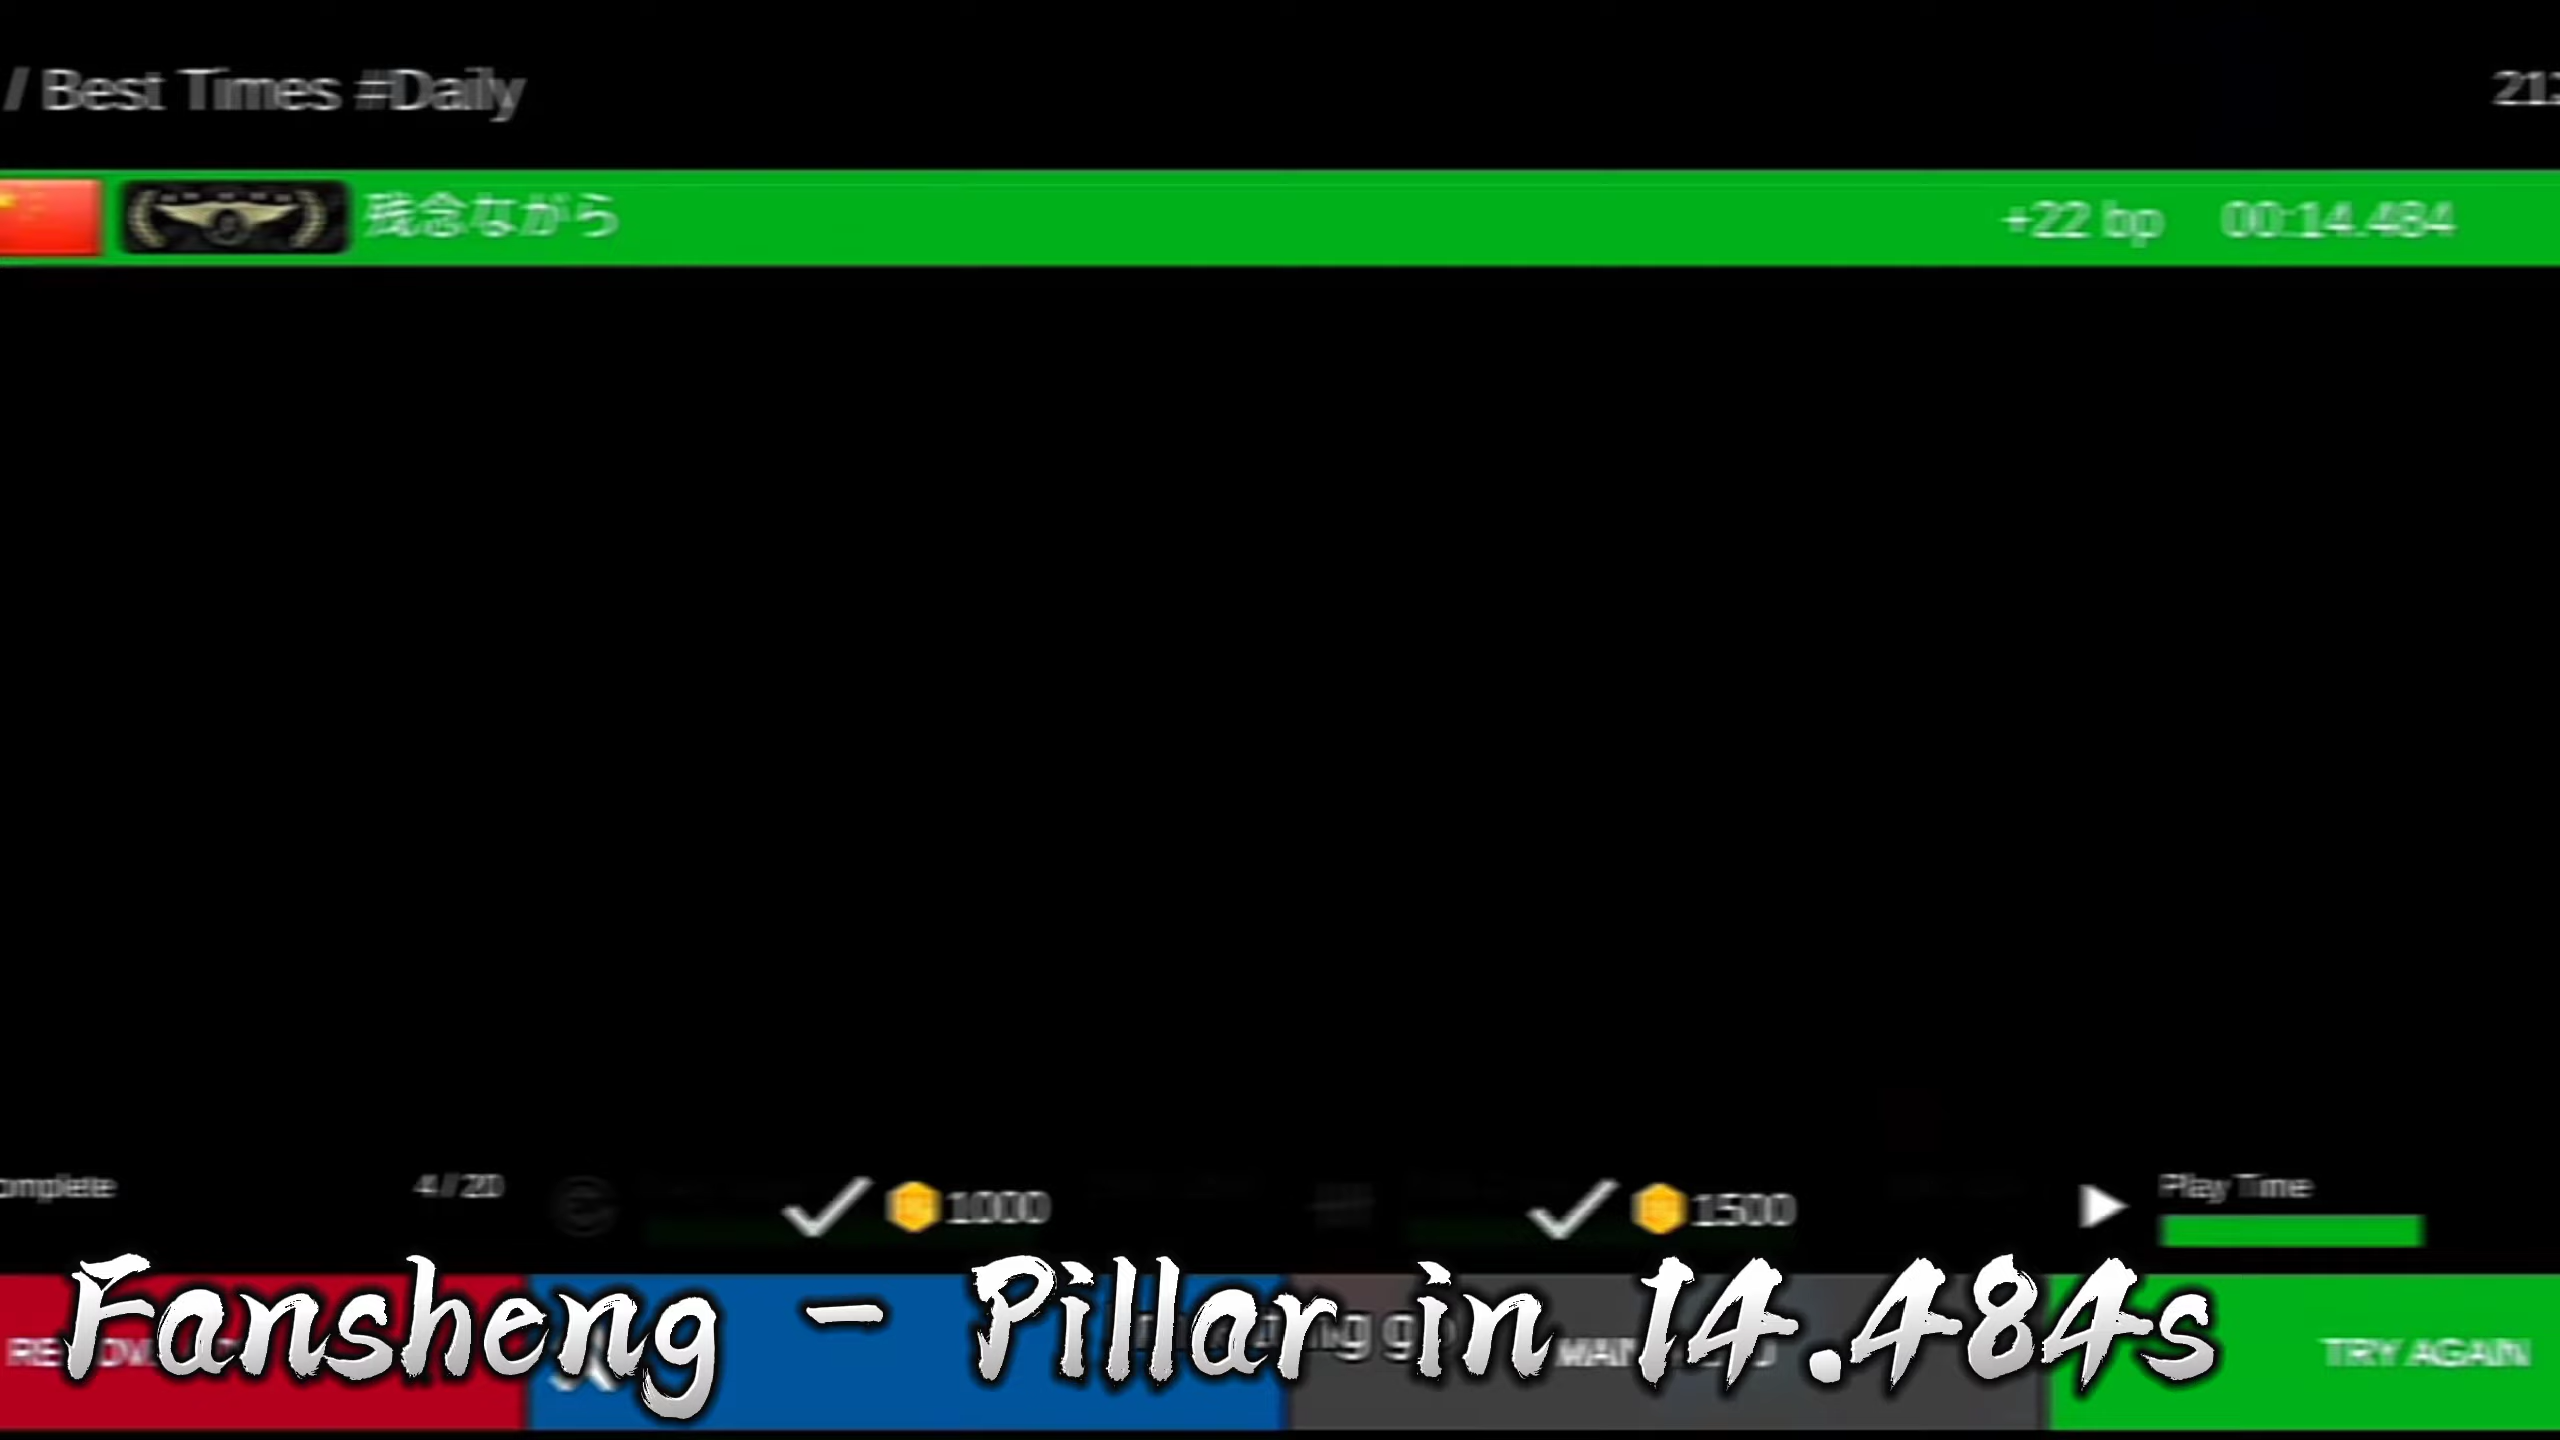 / Best Times #Daily
残念ながら +22 bp 00:14.484
omplete 4/20 1000 1500 Play Time
Fansheng - Pillar in 14.484s
TRY AGAIN